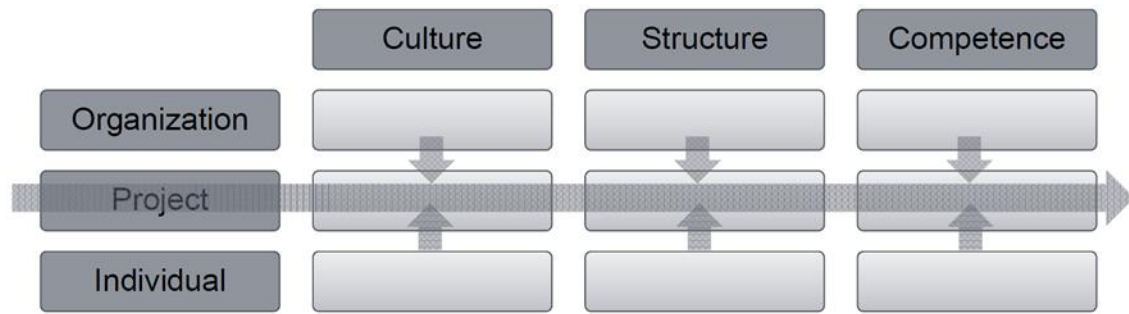 Culture
Structure
Competence
Organization
Project
Individual